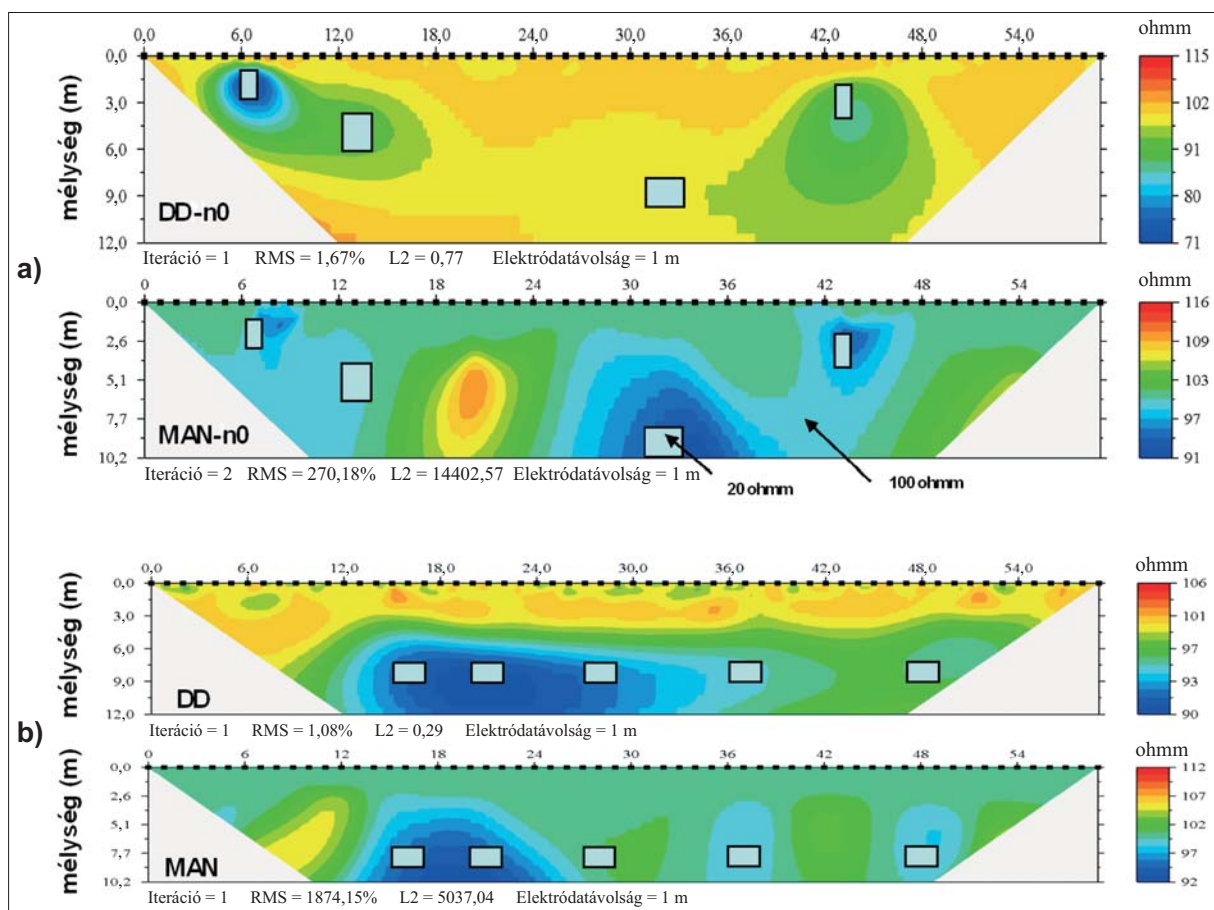 a)
ohmm
0,0 6,0 12,0 18,0 24,0 30,0 36,0 42,0 48,0 54,0
mélység (m)
0,0
3,0
6,0
9,0
12,0
DD-n0
115
102
91
80
71
Iteráció = 1 RMS = 1,67% L2 = 0,77 Elektródatávolság = 1 m
0 6 12 18 24 30 36 42 48 54
ohmm
mélység (m)
0,0
2,6
5,1
7,7
10,2
MAN-n0
116
109
103
97
91
Iteráció = 2 RMS = 270,18% L2 = 14402,57 Elektródatávolság = 1 m
20 ohmm
100 ohmm
b)
0,0 6,0 12,0 18,0 24,0 30,0 36,0 42,0 48,0 54,0
ohmm
mélység (m)
0,0
3,0
6,0
9,0
12,0
DD
106
101
97
93
90
Iteráció = 1 RMS = 1,08% L2 = 0,29 Elektródatávolság = 1 m
0 6 12 18 24 30 36 42 48 54
ohmm
mélység (m)
0,0
2,6
5,1
7,7
10,2
MAN
112
107
102
97
92
Iteráció = 1 RMS = 1874,15% L2 = 5037,04 Elektródatávolság = 1 m